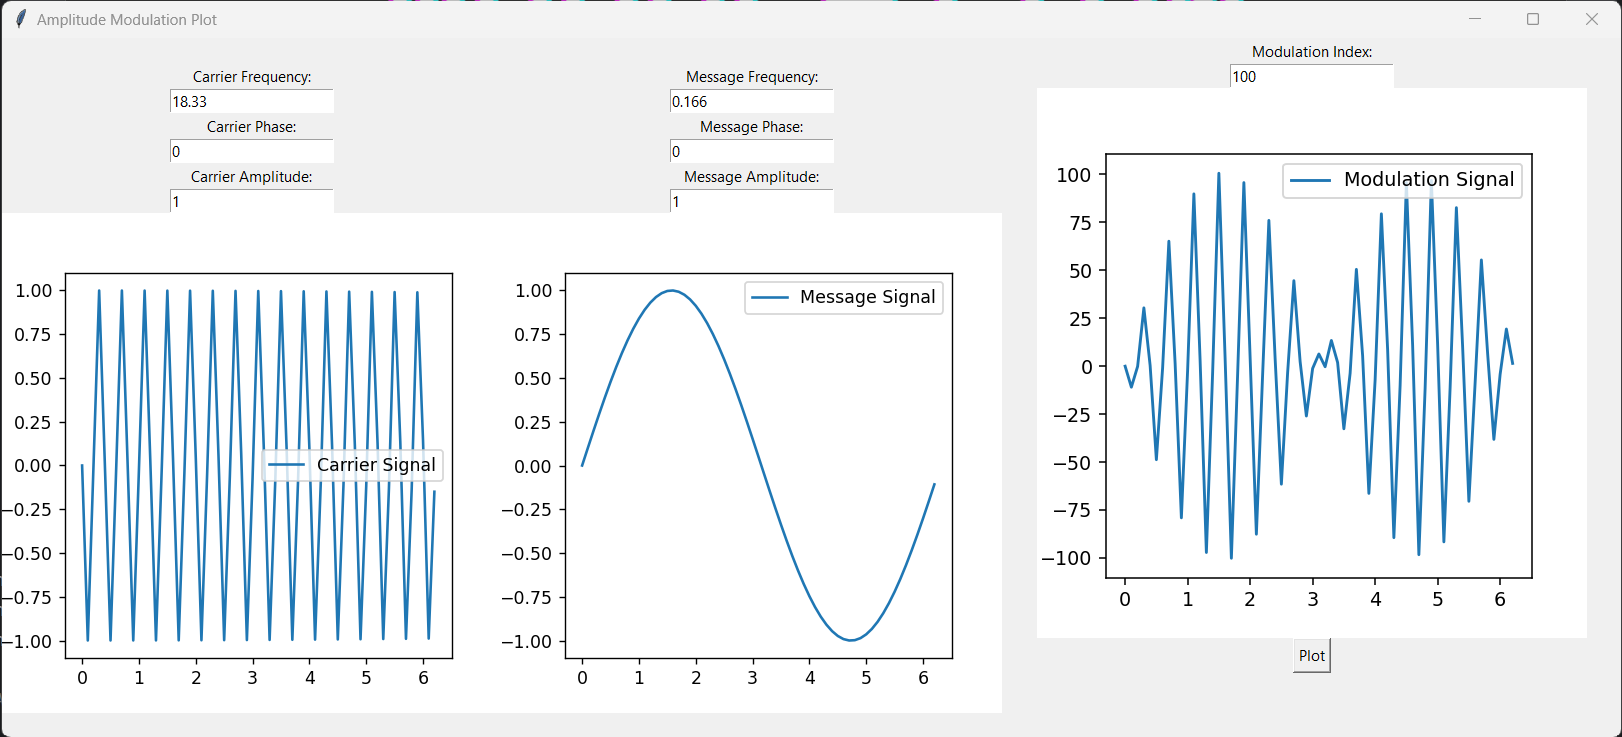 Amplitude Modulation Plot
Carrier Frequency:
18.33
Carrier Phase:
0
Carrier Amplitude:
1
Message Frequency:
0.166
Message Phase:
0
Message Amplitude:
1
Modulation Index:
100
1.00
0.75
0.50
0.25
0.00
−0.25
−0.50
−0.75
−1.00
Carrier Signal
0 1 2 3 4 5 6
1.00
0.75
0.50
0.25
0.00
−0.25
−0.50
−0.75
−1.00
Message Signal
0 1 2 3 4 5 6
100
75
50
25
0
−25
−50
−75
−100
Modulation Signal
0 1 2 3 4 5 6
Plot